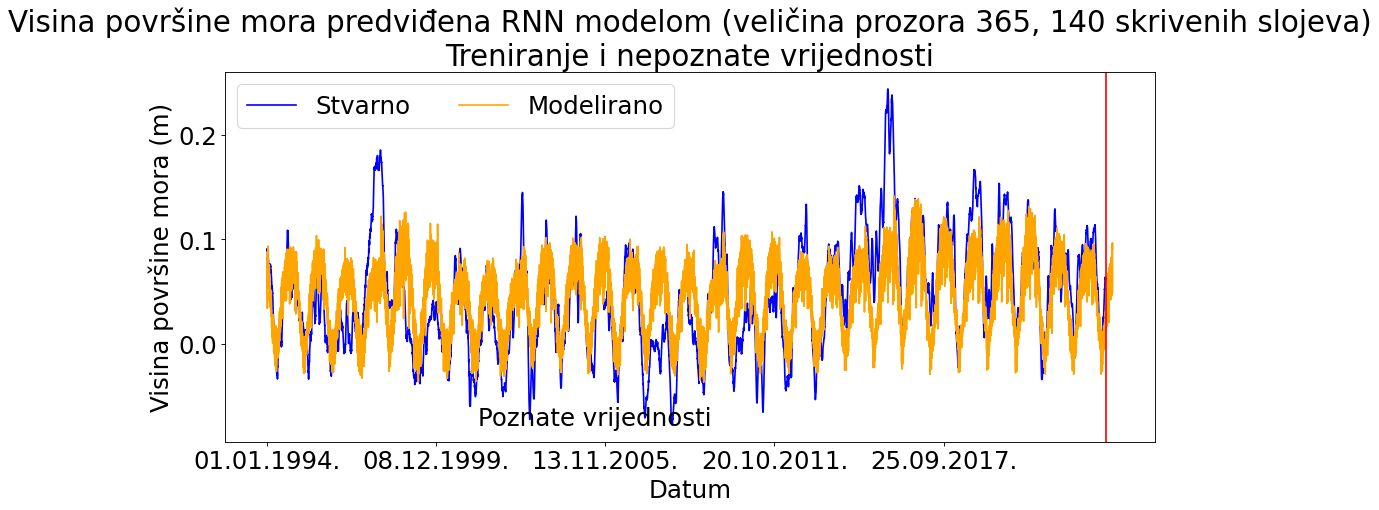 Visina površine mora predviđena RNN modelom (veličina prozora 365, 140 skrivenih slojeva)
Treniranje i nepoznate vrijednosti
Stvarno
Modelirano
Visina površine mora (m)
0.2
0.1
0.0
Poznate vrijednosti
01.01.1994.
08.12.1999.
13.11.2005.
20.10.2011.
25.09.2017.
Datum